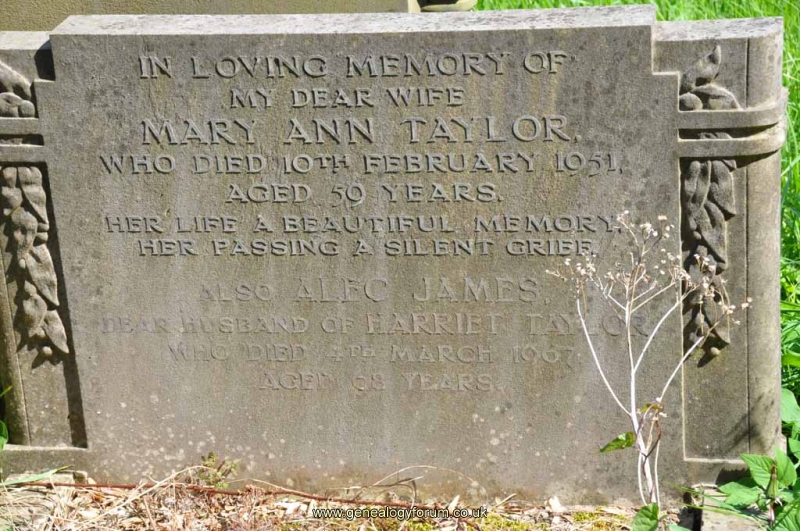 IN LOVING MEMORY OF
MY DEAR WIFE
MARY ANN TAYLOR,
WHO DIED 10TH FEBRUARY 1951,
AGED 59 YEARS.
HER LIFE A BEAUTIFUL MEMORY,
HER PASSING A SILENT GRIEF.
ALSO ALEC JAMES,
DEAR HUSBAND OF HARRIET TAYLOR
WHO DIED 4TH MARCH 1967
AGED YEARS.
www.genealogyforum.co.uk